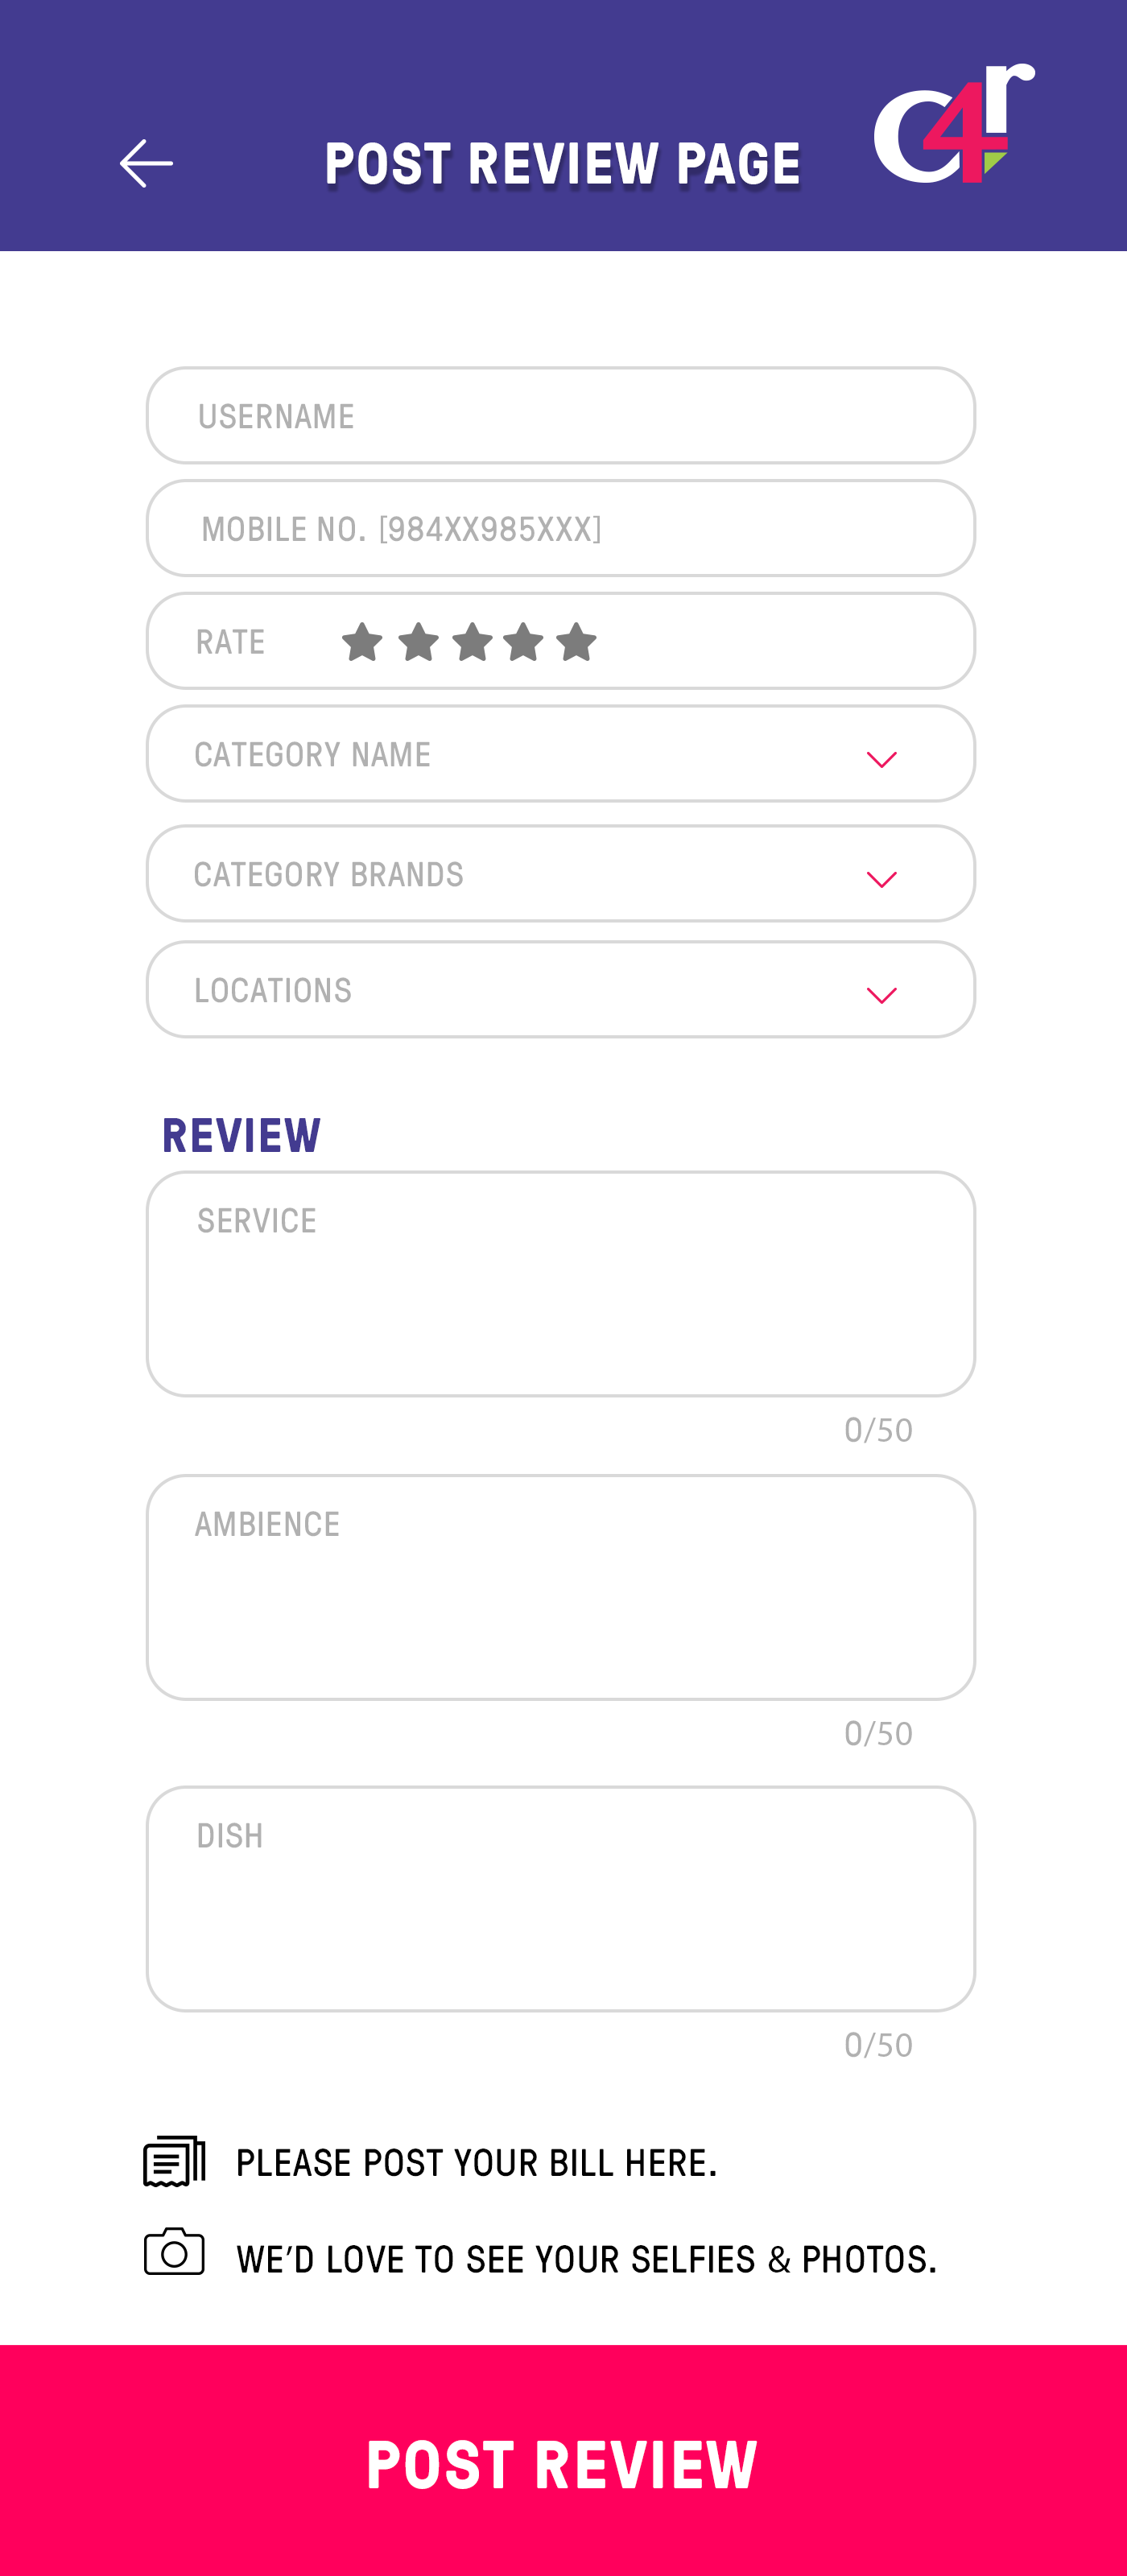 POST REVIEW PAGE
C4r
USERNAME
MOBILE NO. [984XX985XXX]
RATE
CATEGORY NAME
CATEGORY BRANDS
LOCATIONS
REVIEW
SERVICE
0/50
AMBIENCE
0/50
DISH
0/50
PLEASE POST YOUR BILL HERE.
WE'D LOVE TO SEE YOUR SELFIES & PHOTOS.
POST REVIEW